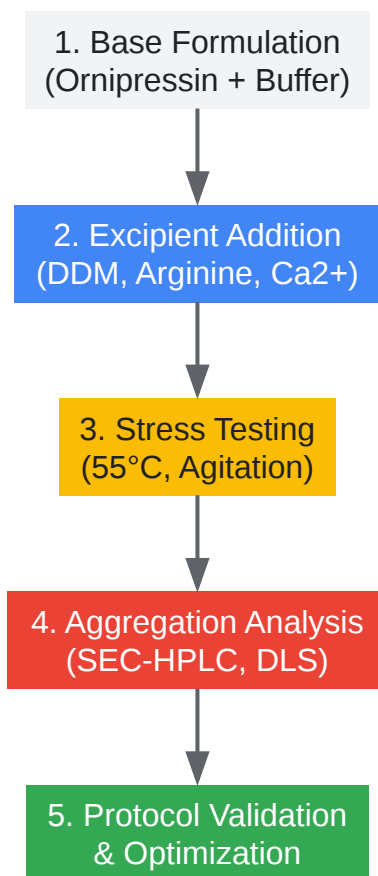 1. Base Formulation
(Ornipressin + Buffer)
2. Excipient Addition
(DDM, Arginine, Ca2+)
3. Stress Testing
(55°C, Agitation)
4. Aggregation Analysis
(SEC-HPLC, DLS)
5. Protocol Validation
& Optimization